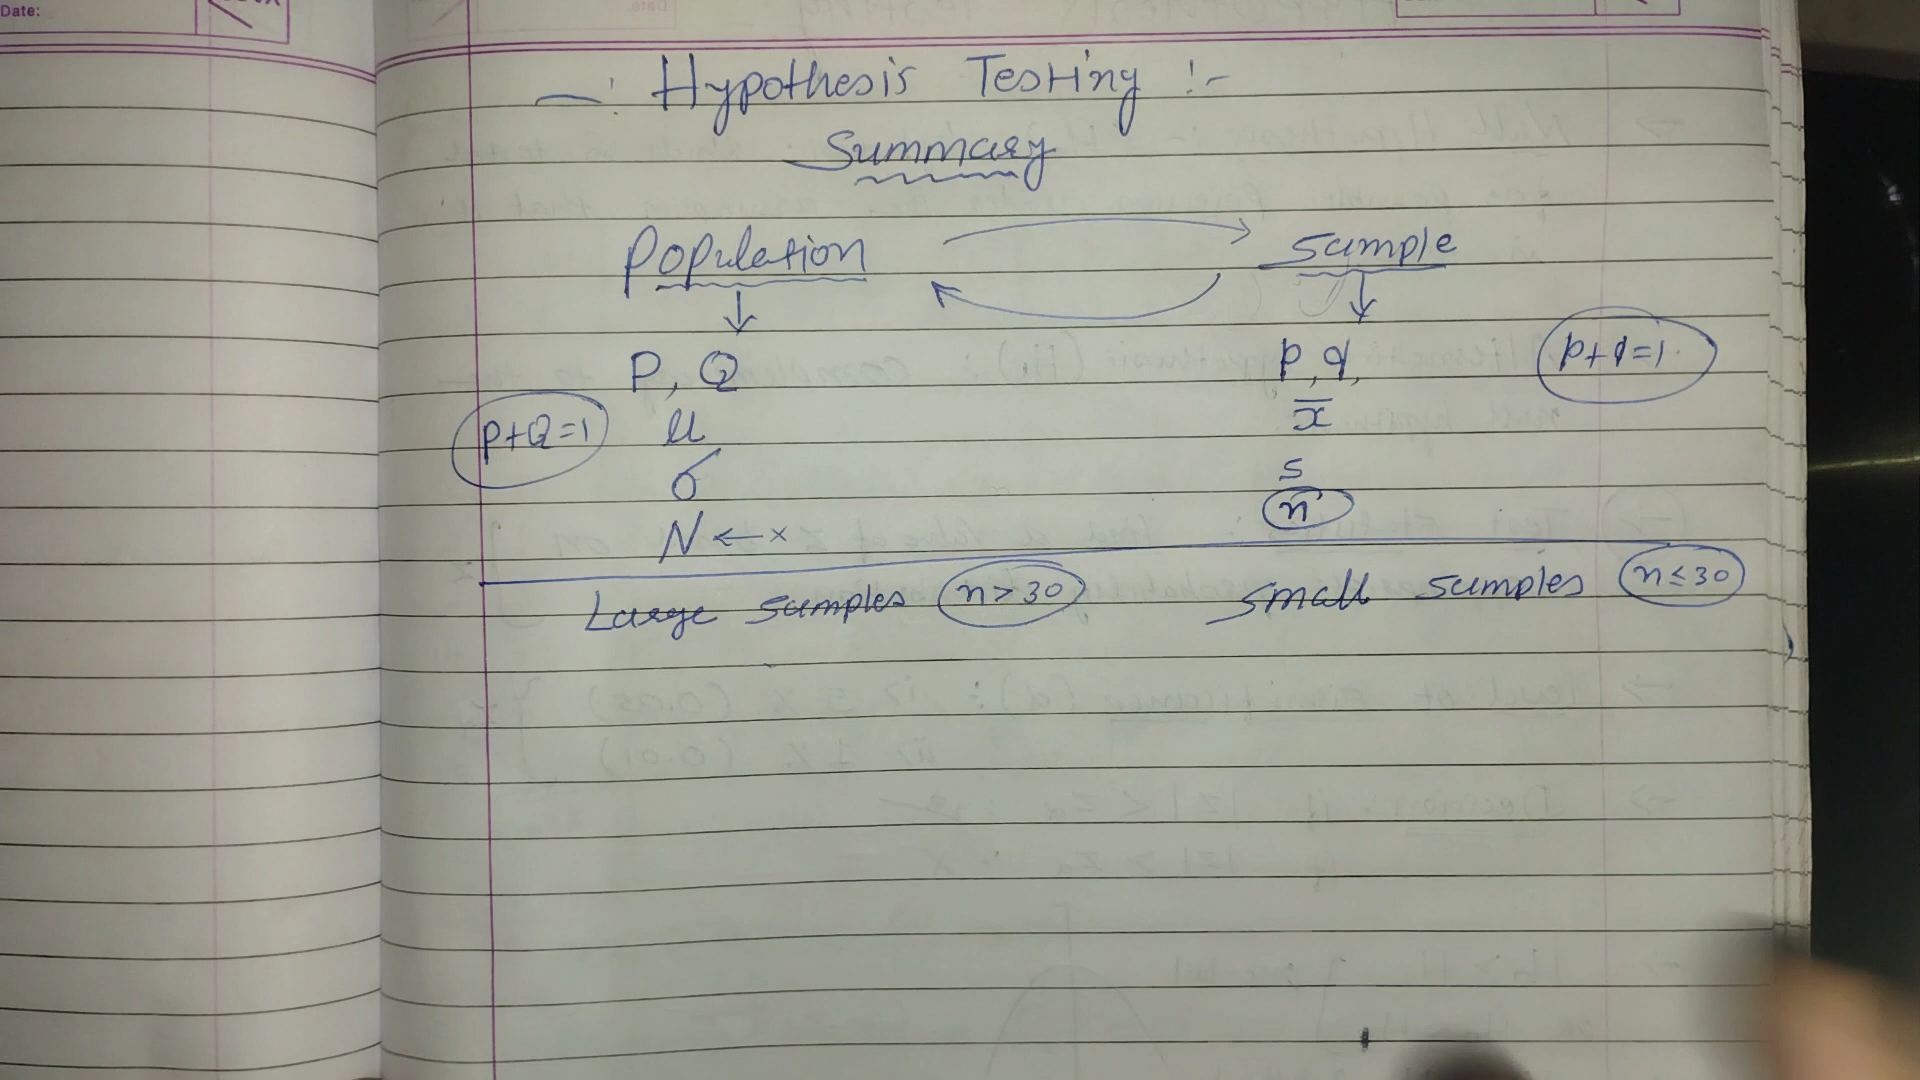 Date:
-: Hypothesis Testing :-
Summary
Population → Sample
←
↓ ↓
P, Q p, q, p+q=1
P+Q=1 μ x̄
σ s
N ← × n
Large samples n > 30 Small samples n ≤ 30